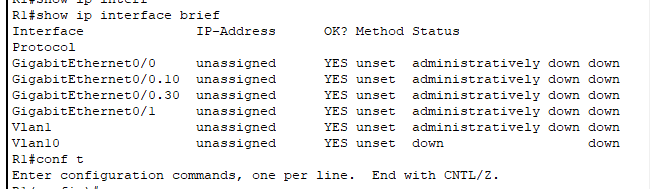 R1#show ip interf
R1#show ip interface brief
Interface IP-Address OK? Method Status
Protocol
GigabitEthernet0/0 unassigned YES unset administratively down down
GigabitEthernet0/0.10 unassigned YES unset administratively down down
GigabitEthernet0/0.30 unassigned YES unset administratively down down
GigabitEthernet0/1 unassigned YES unset administratively down down
Vlan1 unassigned YES unset administratively down down
Vlan10 unassigned YES unset down down
R1#conf t
Enter configuration commands, one per line. End with CNTL/Z.